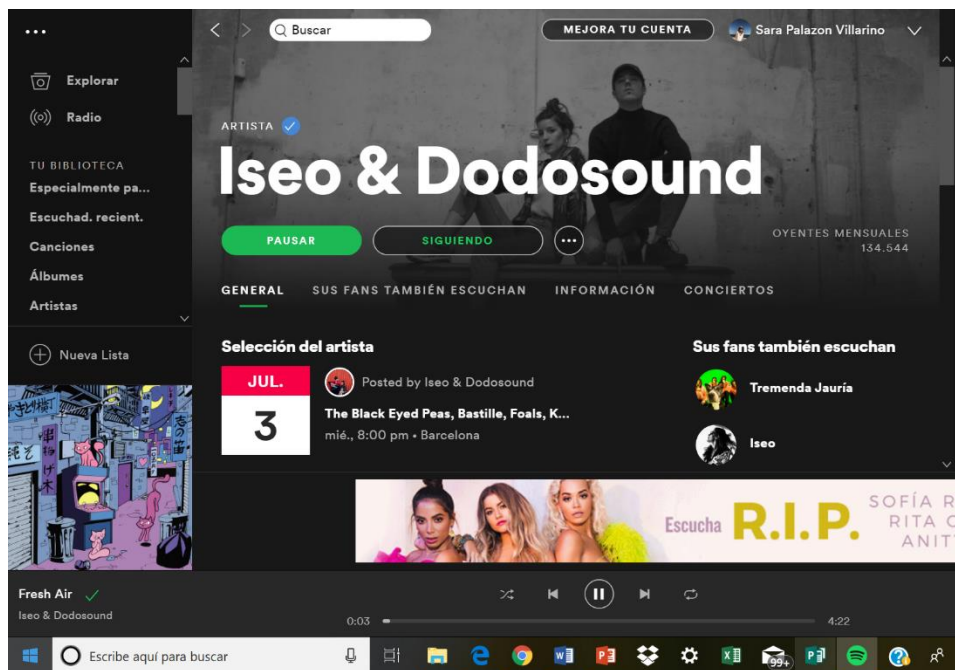 Buscar
MEJORA TU CUENTA
Sara Palazon Villarino
Explorar
Radio
TU BIBLIOTECA
Especialmente pa...
Escuchad. recient.
Canciones
Álbumes
Artistas
Nueva Lista
ARTISTA
Iseo & Dodosound
PAUSAR
SIGUIENDO
OYENTES MENSUALES
134.544
GENERAL SUS FANS TAMBIÉN ESCUCHAN INFORMACIÓN CONCIERTOS
Selección del artista
JUL.
3
Posted by Iseo & Dodosound
The Black Eyed Peas, Bastille, Foals, K...
mié., 8:00 pm • Barcelona
Sus fans también escuchan
Tremenda Jauría
Iseo
Escucha R.I.P.
SOFÍA R
RITA O
ANIT
Fresh Air
Iseo & Dodosound
0:03
4:22
Escribe aquí para buscar
99+